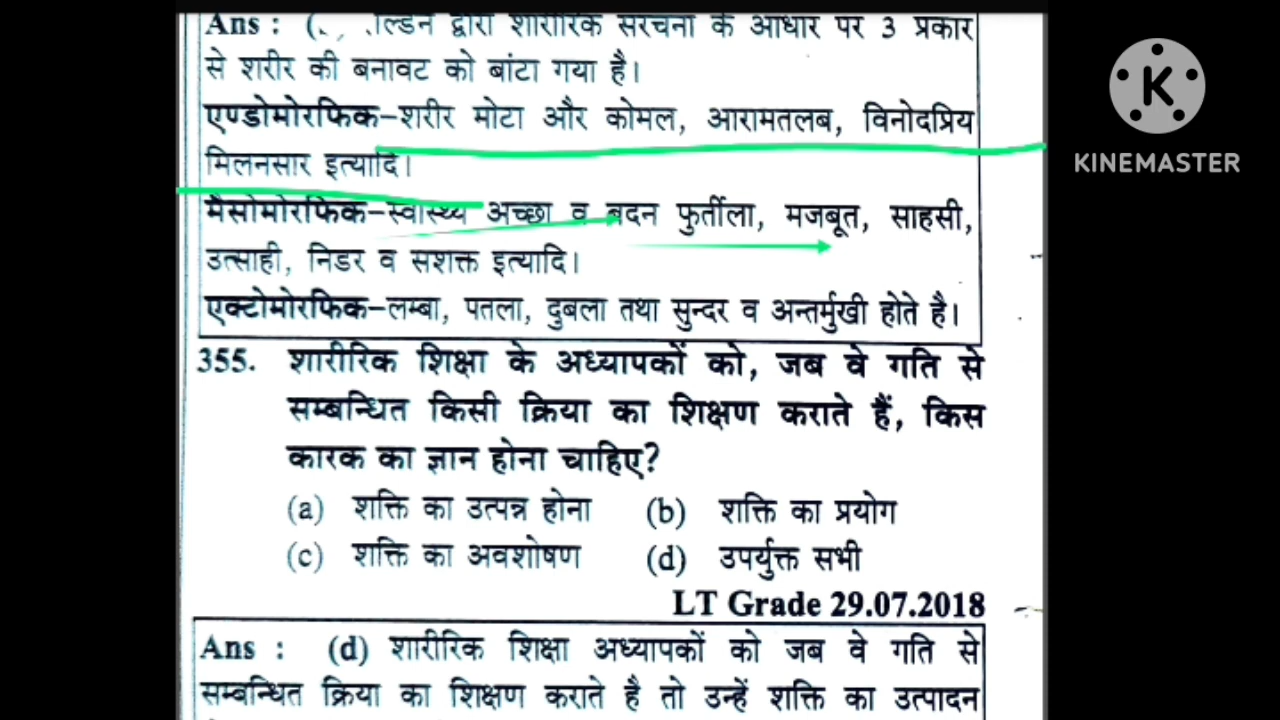 Ans : द्वारा शारीरिक संरचना के आधार पर 3 प्रकार
से शरीर की बनावट को बांटा गया है।
एण्डोमोरफिक–शरीर मोटा और कोमल, आरामतलब, विनोदप्रिय
मिलनसार इत्यादि।
मैसोमोरफिक–स्वास्थ्य अच्छा व बदन फुर्तीला, मजबूत, साहसी,
उत्साही, निडर व सशक्त इत्यादि।
एक्टोमोरफिक–लम्बा, पतला, दुबला तथा सुन्दर व अन्तर्मुखी होते है।
355. शारीरिक शिक्षा के अध्यापकों को, जब वे गति से
सम्बन्धित किसी क्रिया का शिक्षण कराते हैं, किस
कारक का ज्ञान होना चाहिए?
(a) शक्ति का उत्पन्न होना (b) शक्ति का प्रयोग
(c) शक्ति का अवशोषण (d) उपर्युक्त सभी
LT Grade 29.07.2018
Ans : (d) शारीरिक शिक्षा अध्यापकों को जब वे गति से
सम्बन्धित क्रिया का शिक्षण कराते है तो उन्हें शक्ति का उत्पादन
K
KINEMASTER